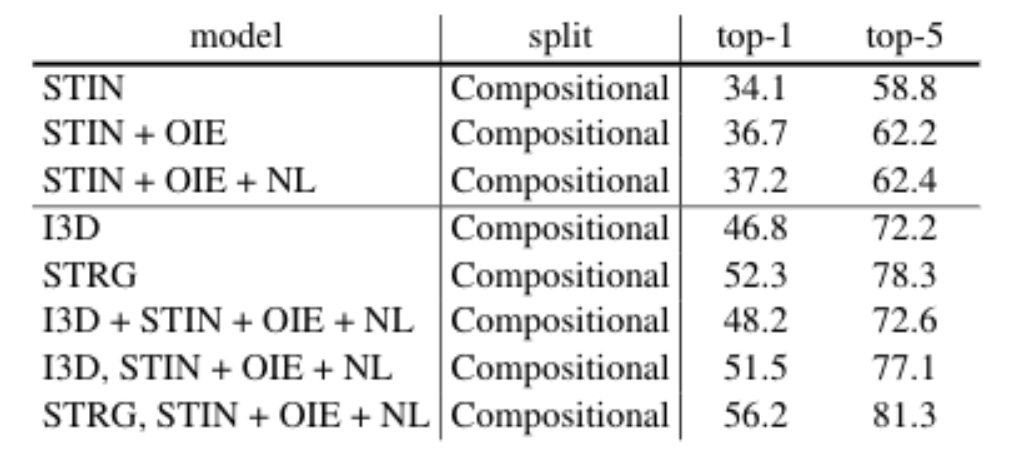 model split top-1 top-5
STIN Compositional 34.1 58.8
STIN + OIE Compositional 36.7 62.2
STIN + OIE + NL Compositional 37.2 62.4
I3D Compositional 46.8 72.2
STRG Compositional 52.3 78.3
I3D + STIN + OIE + NL Compositional 48.2 72.6
I3D, STIN + OIE + NL Compositional 51.5 77.1
STRG, STIN + OIE + NL Compositional 56.2 81.3